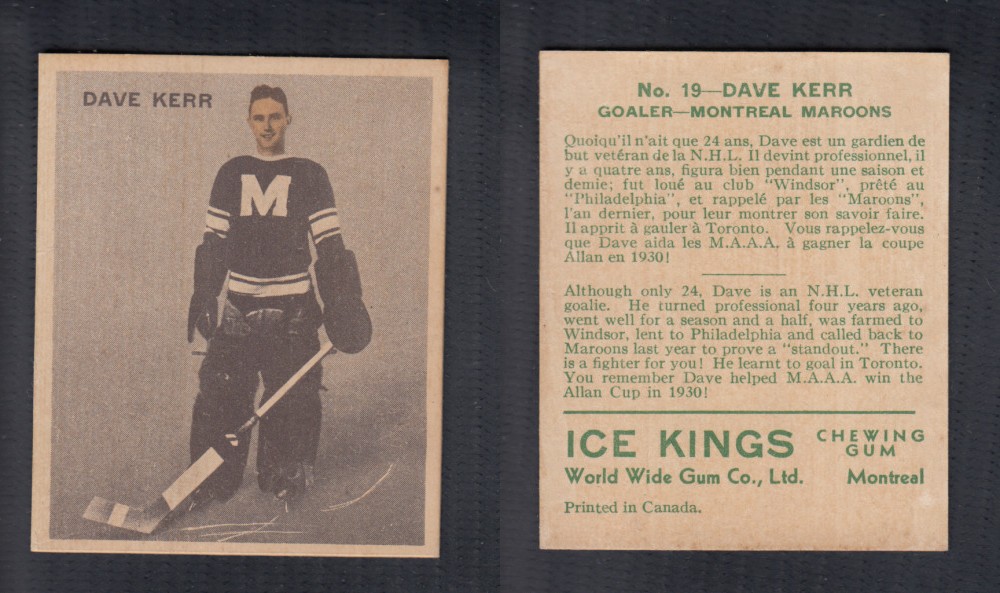 DAVE KERR
M
No. 19—DAVE KERR
GOALER—MONTREAL MAROONS
Quoiqu'il n'ait que 24 ans, Dave est un gardien de
but vetéran de la N.H.L. Il devint professionnel, il
y a quatre ans, figura bien pendant une saison et
demie; fut loué au club "Windsor", prêté au
"Philadelphia", et rappelé par les "Maroons",
l'an dernier, pour leur montrer son savoir faire.
Il apprit à gauler à Toronto. Vous rappelez-vous
que Dave aida les M.A.A.A. à gagner la coupe
Allan en 1930!
Although only 24, Dave is an N.H.L. veteran
goalie. He turned professional four years ago,
went well for a season and a half, was farmed to
Windsor, lent to Philadelphia and called back to
Maroons last year to prove a "standout." There
is a fighter for you! He learnt to goal in Toronto.
You remember Dave helped M.A.A.A. win the
Allan Cup in 1930!
ICE KINGS CHEWING GUM
World Wide Gum Co., Ltd. Montreal
Printed in Canada.